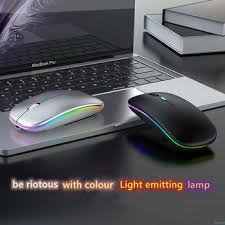 MacBook Pro
be riotous with colour Light emitting lamp